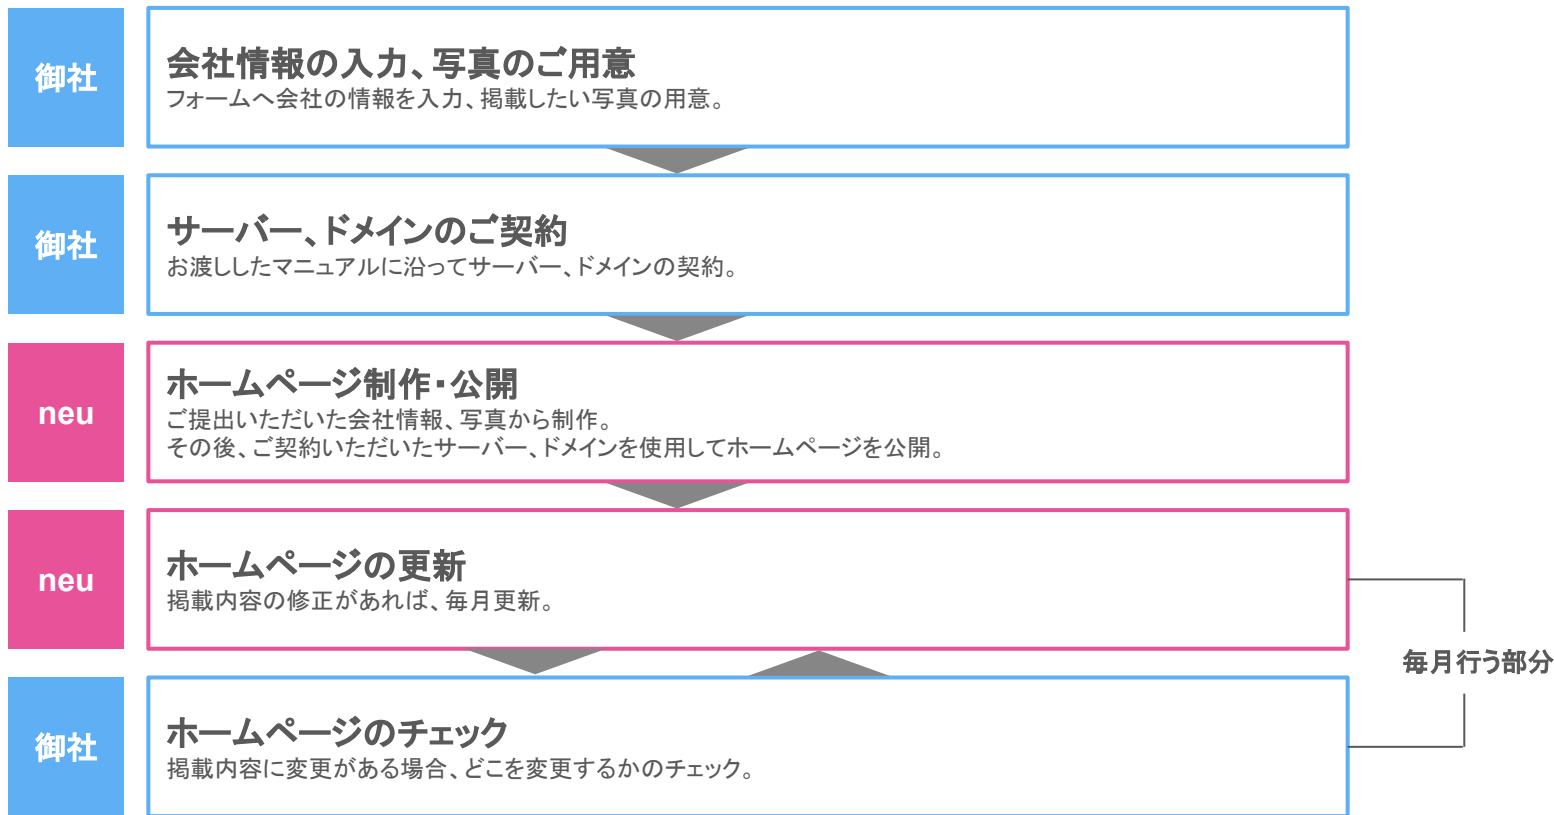 御社
会社情報の入力、写真のご用意
フォームへ会社の情報を入力、掲載したい写真の用意。
御社
サーバー、ドメインのご契約
お渡ししたマニュアルに沿ってサーバー、ドメインの契約。
neu
ホームページ制作・公開
ご提出いただいた会社情報、写真から制作。
その後、ご契約いただいたサーバー、ドメインを使用してホームページを公開。
neu
ホームページの更新
掲載内容の修正があれば、毎月更新。
毎月行う部分
御社
ホームページのチェック
掲載内容に変更がある場合、どこを変更するかのチェック。